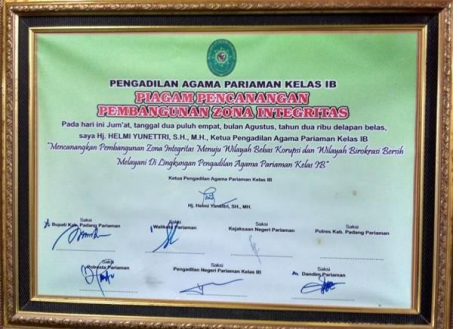 PENGADILAN AGAMA PARIAMAN KELAS IB
PIAGAM PENCANANGAN
PEMBANGUNAN ZONA INTEGRITAS
Pada hari ini Jum'at, tanggal dua puluh empat, bulan Agustus, tahun dua ribu delapan belas,
saya Hj. HELMI YUNETTRI, S.H., M.H., Ketua Pengadilan Agama Pariaman Kelas IB
"Mencanangkan Pembangunan Zona Integritas Menuju Wilayah Bebas Korupsi dan Wilayah Birokrasi Bersih
Melayani Di Lingkungan Pengadilan Agama Pariaman Kelas IB"
Ketua Pengadilan Agama Pariaman Kelas IB
Hj. Helmi Yunettri, SH., MH.
Saksi Saksi Saksi Saksi
Bupati Kab. Padang Pariaman Walikota Pariaman Kejaksaan Negeri Pariaman Polres Kab. Padang Pariaman
Saksi Saksi
Pariaman Pengadilan Negeri Pariaman Kelas IB Dandim Pariaman